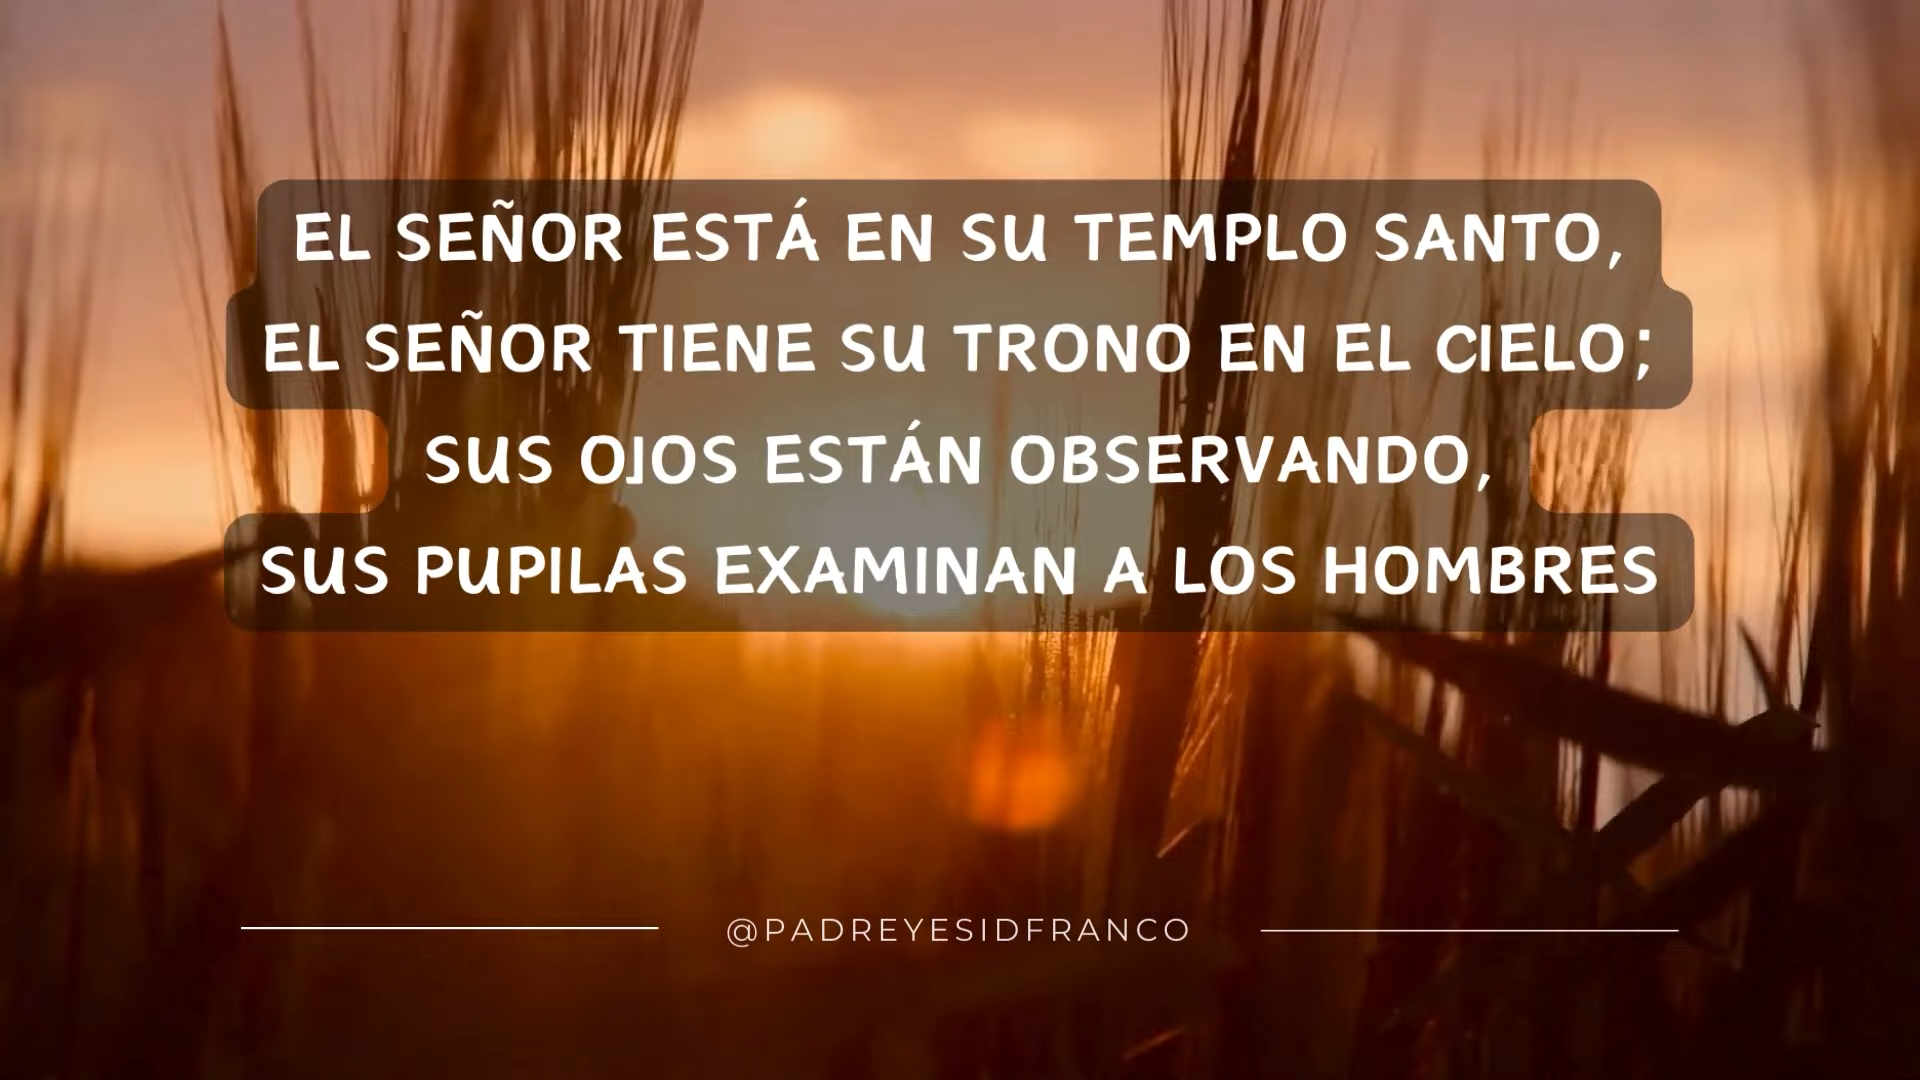 EL SEÑOR ESTÁ EN SU TEMPLO SANTO,
EL SEÑOR TIENE SU TRONO EN EL CIELO;
SUS OJOS ESTÁN OBSERVANDO,
SUS PUPILAS EXAMINAN A LOS HOMBRES
@PADREYESIDFRANCO